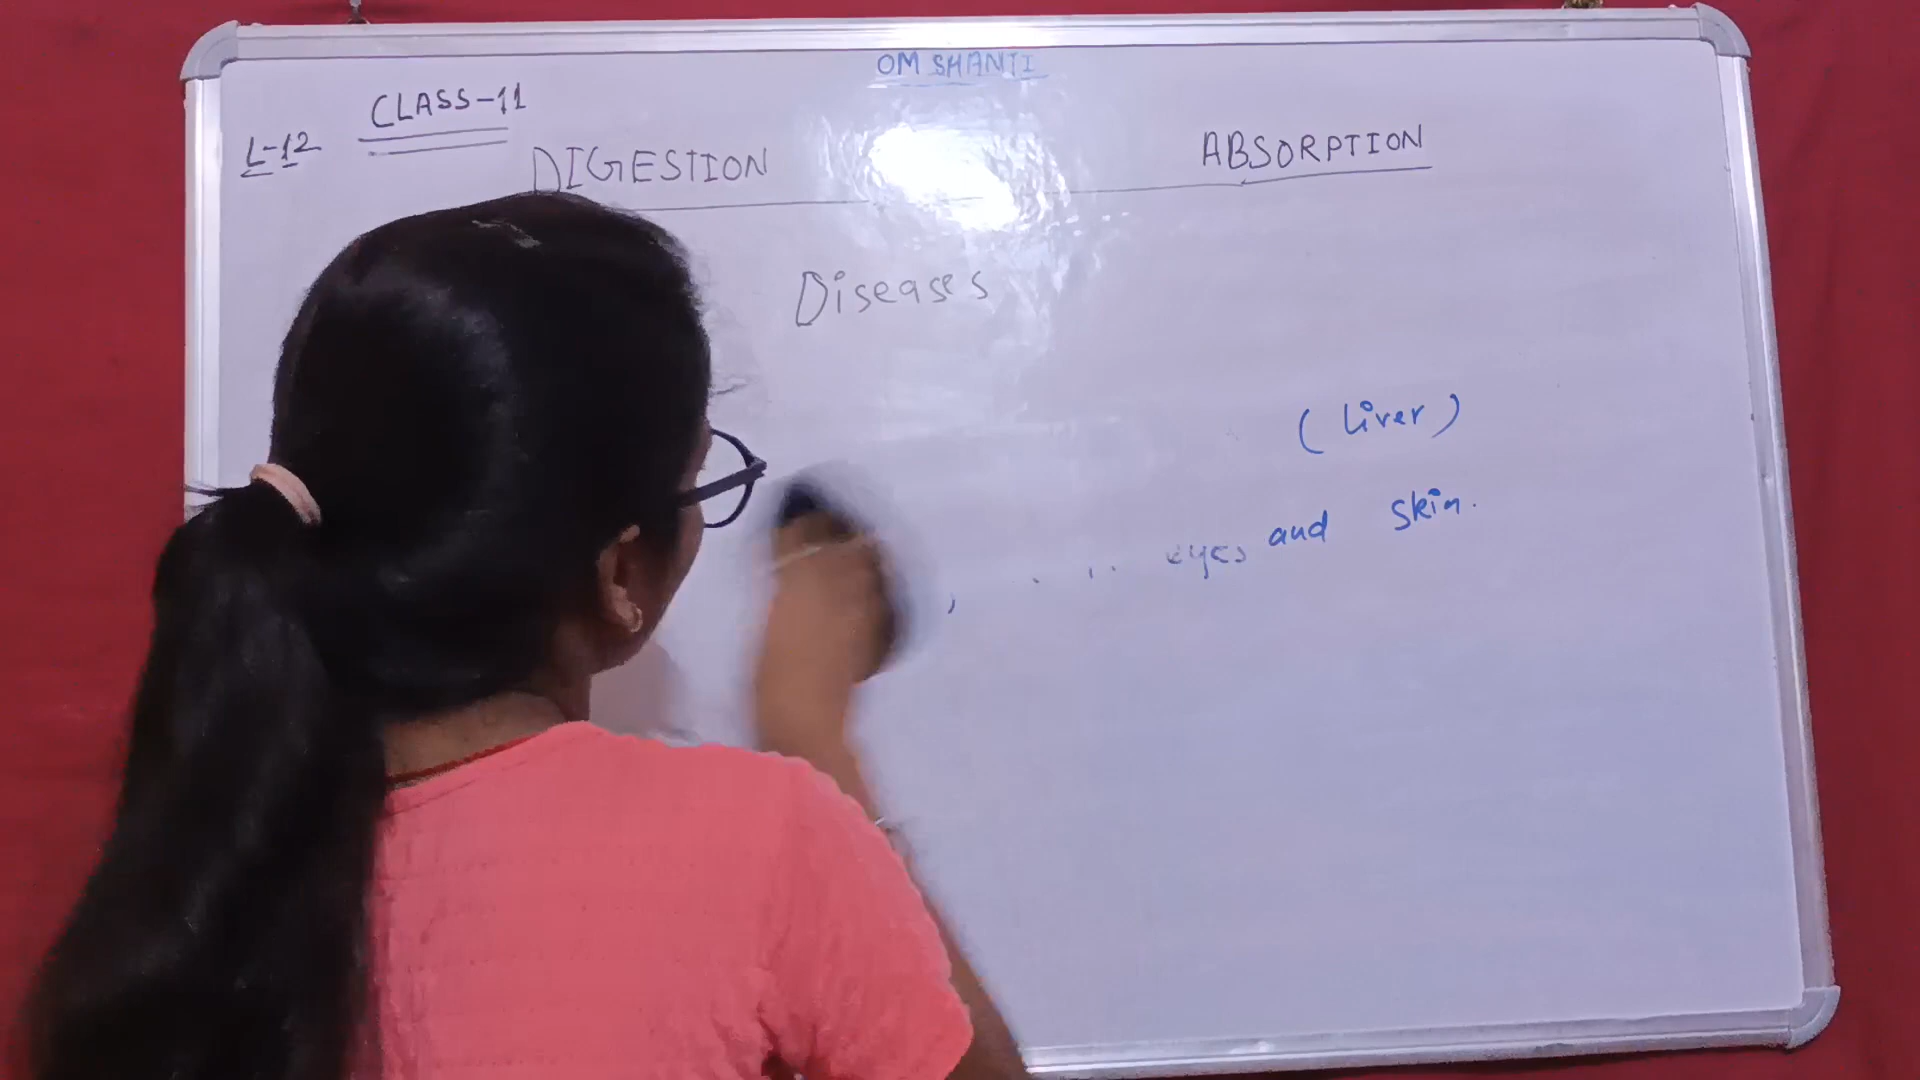 OM SHANTI
CLASS-11
L-12
DIGESTION ABSORPTION
Diseases
(Liver)
eyes and Skin.